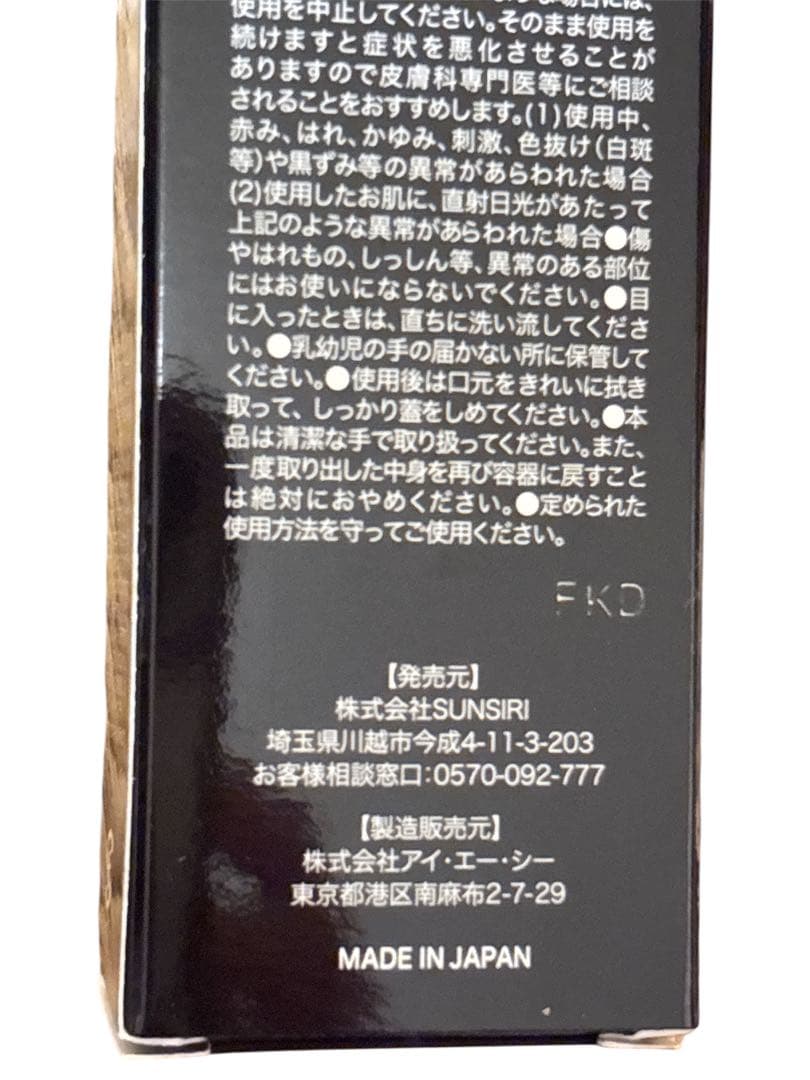 使用を中止してください。そのまま使用を
続けますと症状を悪化させることが
ありますので皮膚科専門医等にご相談
されることをおすすめします。(1)使用中、
赤み、はれ、かゆみ、刺激、色抜け（白斑
等)や黒ずみ等の異常があらわれた場合
(2)使用したお肌に、直射日光があたって
上記のような異常があらわれた場合●傷
やはれもの、しっしん等、異常のある部位
にはお使いにならないでください。●目
に入ったときは、直ちに洗い流してくださ
い。●乳幼児の手の届かない所に保管して
ください。●使用後は口元をきれいに拭き
取って、しっかり蓋をしめてください。●本
品は清潔な手で取り扱ってください。また、
一度取り出した中身を再び容器に戻すこと
は絶対におやめください。●定められた
使用方法を守ってご使用ください。
FKD
【発売元】
株式会社SUNSIRI
埼玉県川越市今成4-11-3-203
お客様相談窓口：0570-092-777
【製造販売元】
株式会社アイ・エー・シー
東京都港区南麻布2-7-29
MADE IN JAPAN